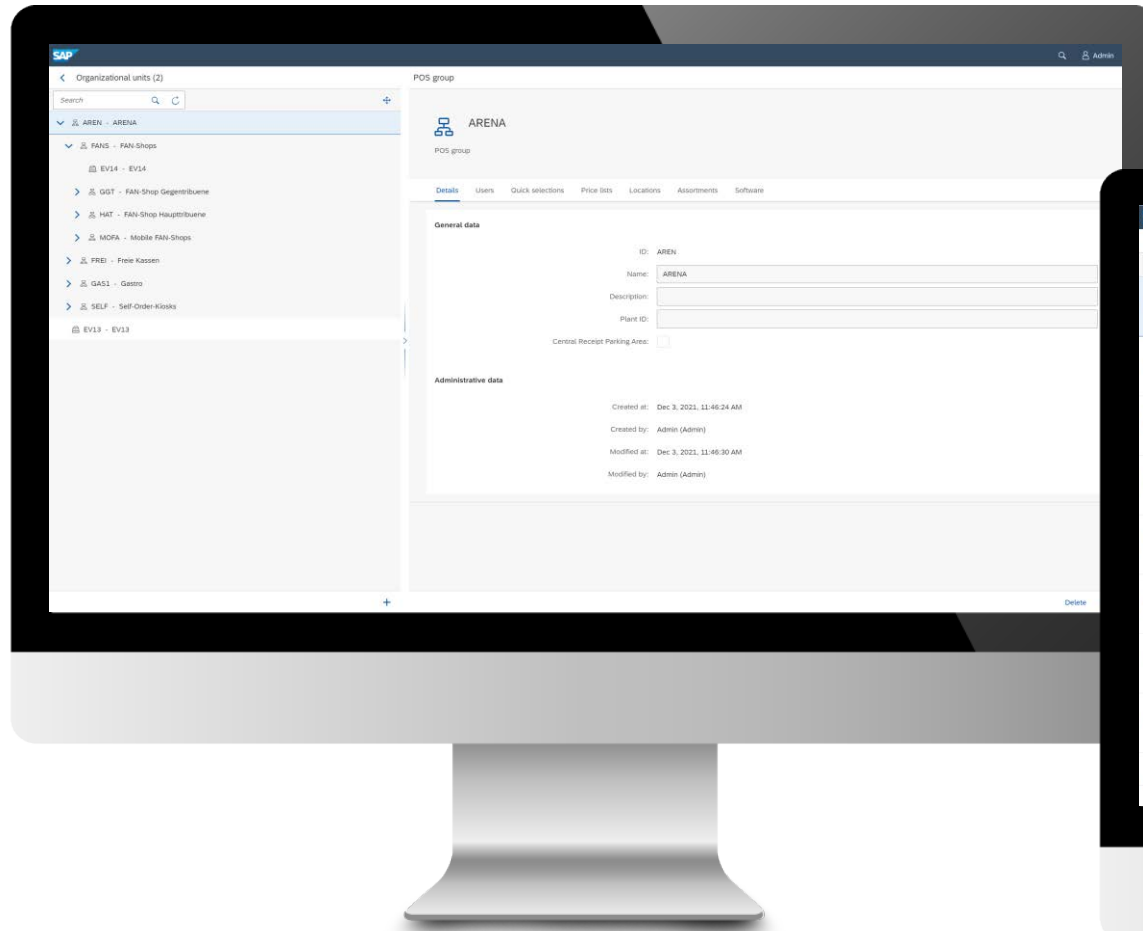 SAP
Admin
Organizational units (2)
POS group
Search
AREN - ARENA
FANS - FAN-Shops
EV14 - EV14
GGT - FAN-Shop Gegentribuene
HAT - FAN-Shop Haupttribuene
MOFA - Mobile FAN-Shops
FREI - Freie Kassen
GAS1 - Gastro
SELF - Self-Order-Kiosks
EV13 - EV13
ARENA
POS group
Details Users Quick selections Price lists Locations Assortments Software
General data
ID: AREN
Name: ARENA
Description:
Plant ID:
Central Receipt Parking Area:
Administrative data
Created at: Dec 3, 2021, 11:46:24 AM
Created by: Admin (Admin)
Modified at: Dec 3, 2021, 11:46:30 AM
Modified by: Admin (Admin)
Delete